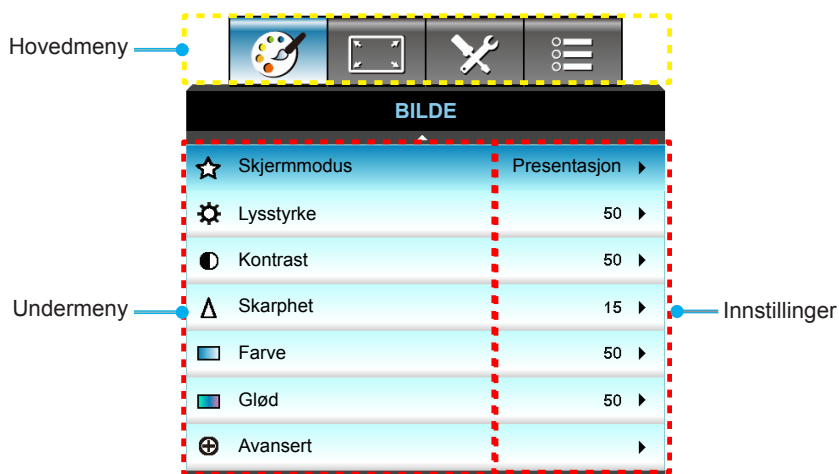 Hovedmeny
BILDE
Skjermmodus Presentasjon
Lysstyrke 50
Kontrast 50
Undermeny Skarphet 15 Innstillinger
Farve 50
Glød 50
Avansert